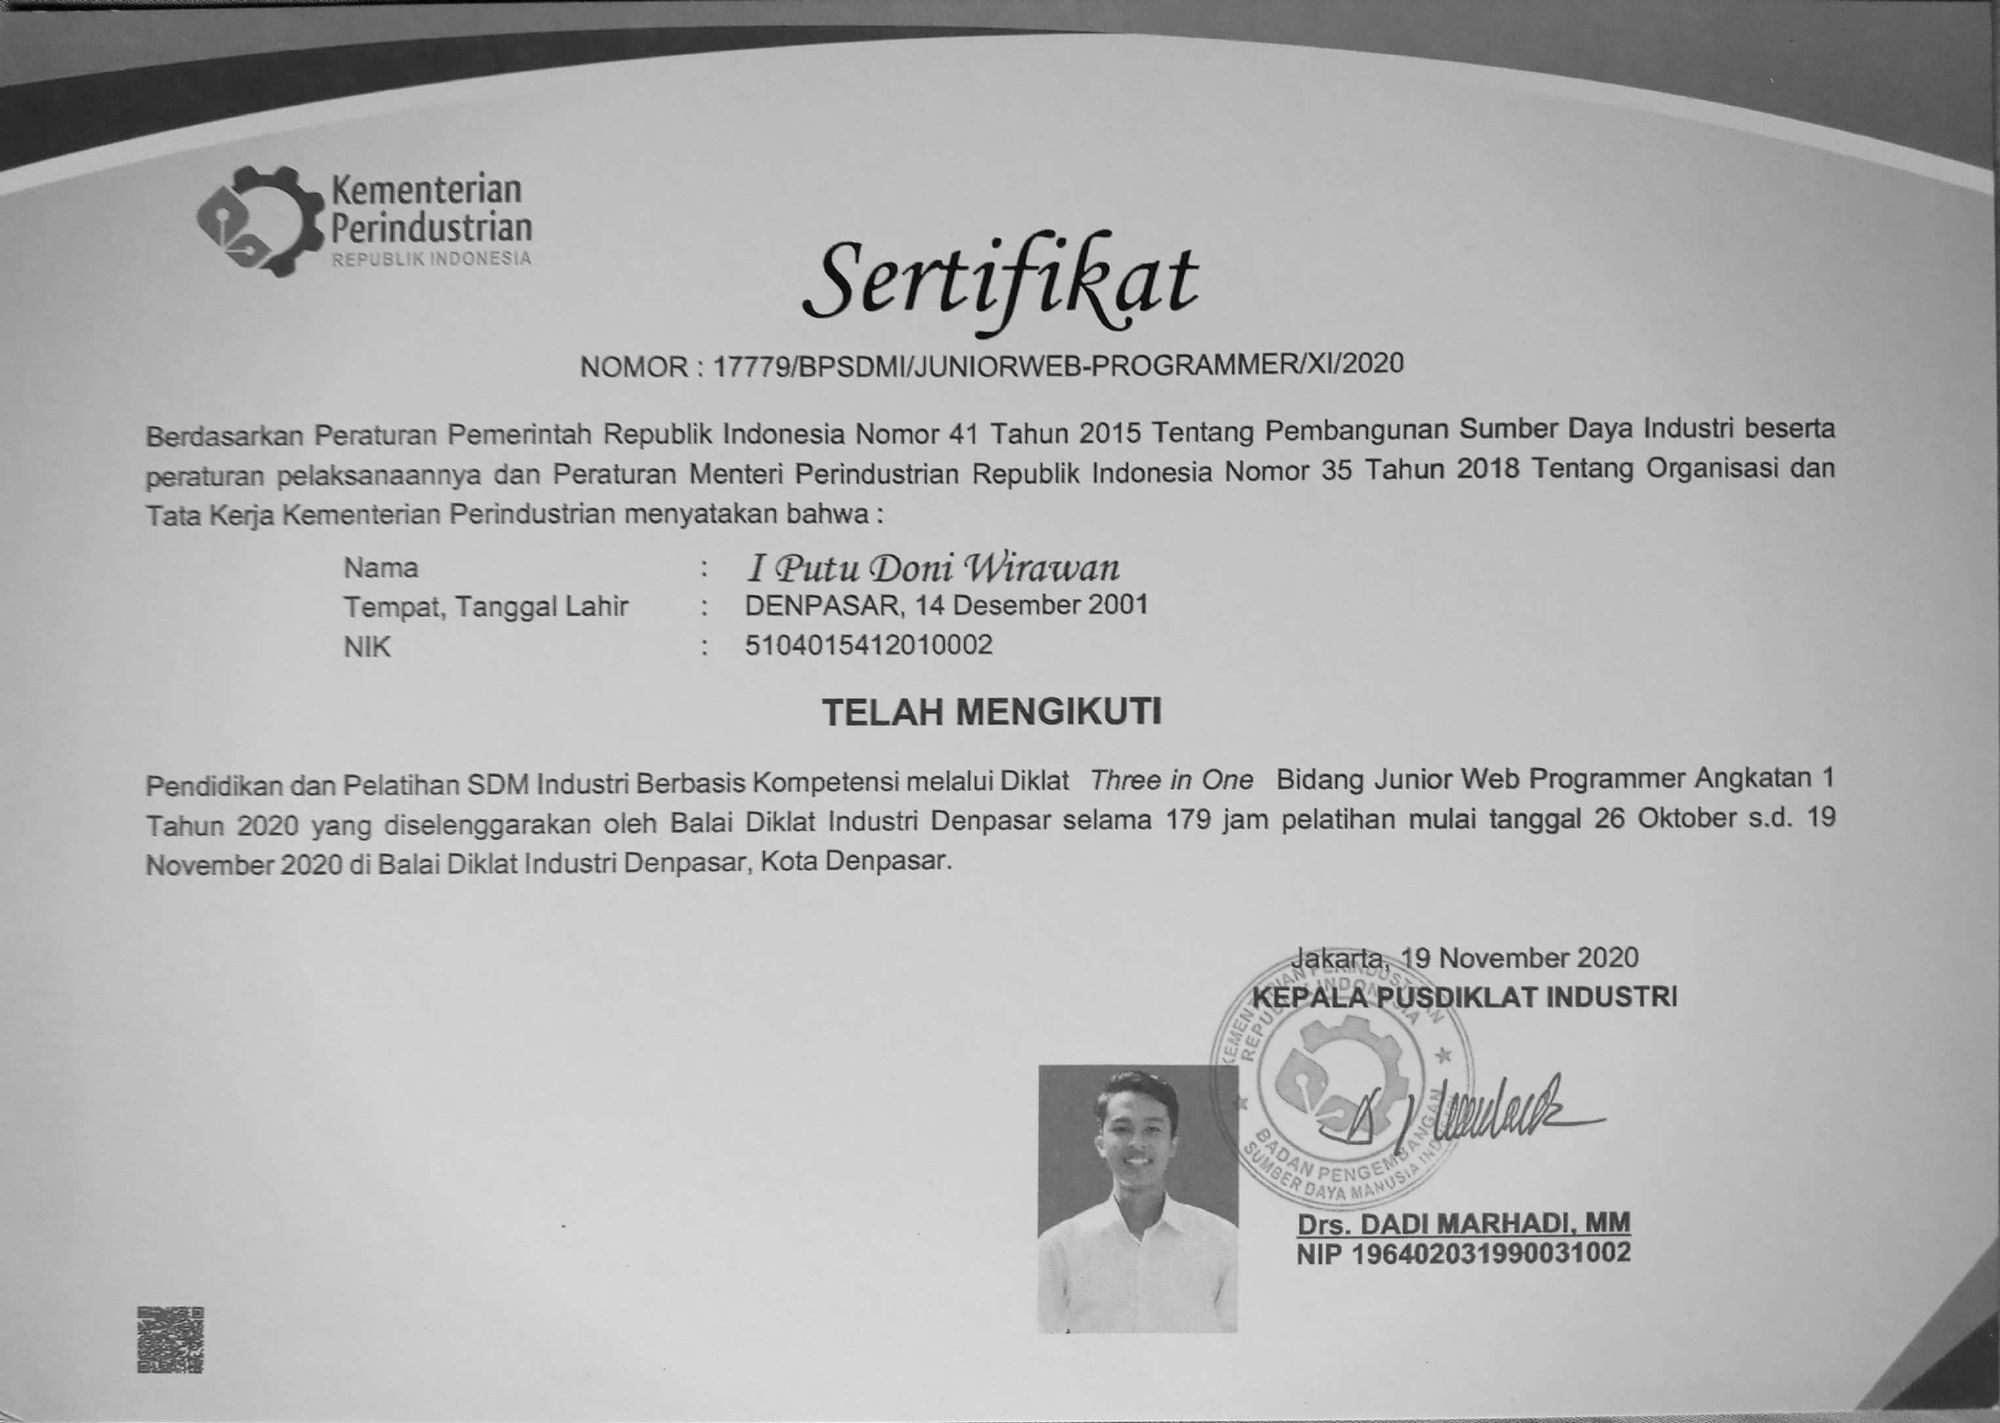 Kementerian
Perindustrian
REPUBLIK INDONESIA
Sertifikat
NOMOR : 17779/BPSDMI/JUNIORWEB-PROGRAMMER/XI/2020
Berdasarkan Peraturan Pemerintah Republik Indonesia Nomor 41 Tahun 2015 Tentang Pembangunan Sumber Daya Industri beserta
peraturan pelaksanaannya dan Peraturan Menteri Perindustrian Republik Indonesia Nomor 35 Tahun 2018 Tentang Organisasi dan
Tata Kerja Kementerian Perindustrian menyatakan bahwa :
Nama : I Putu Doni Wirawan
Tempat, Tanggal Lahir : DENPASAR, 14 Desember 2001
NIK : 5104015412010002
TELAH MENGIKUTI
Pendidikan dan Pelatihan SDM Industri Berbasis Kompetensi melalui Diklat Three in One Bidang Junior Web Programmer Angkatan 1
Tahun 2020 yang diselenggarakan oleh Balai Diklat Industri Denpasar selama 179 jam pelatihan mulai tanggal 26 Oktober s.d. 19
November 2020 di Balai Diklat Industri Denpasar, Kota Denpasar.
Jakarta, 19 November 2020
KEPALA PUSDIKLAT INDUSTRI
KEMENTERIAN PERINDUSTRIAN
REPUBLIK INDONESIA
BADAN PENGEMBANGAN
SUMBER DAYA MANUSIA INDUSTRI
Drs. DADI MARHADI, MM
NIP 196402031990031002